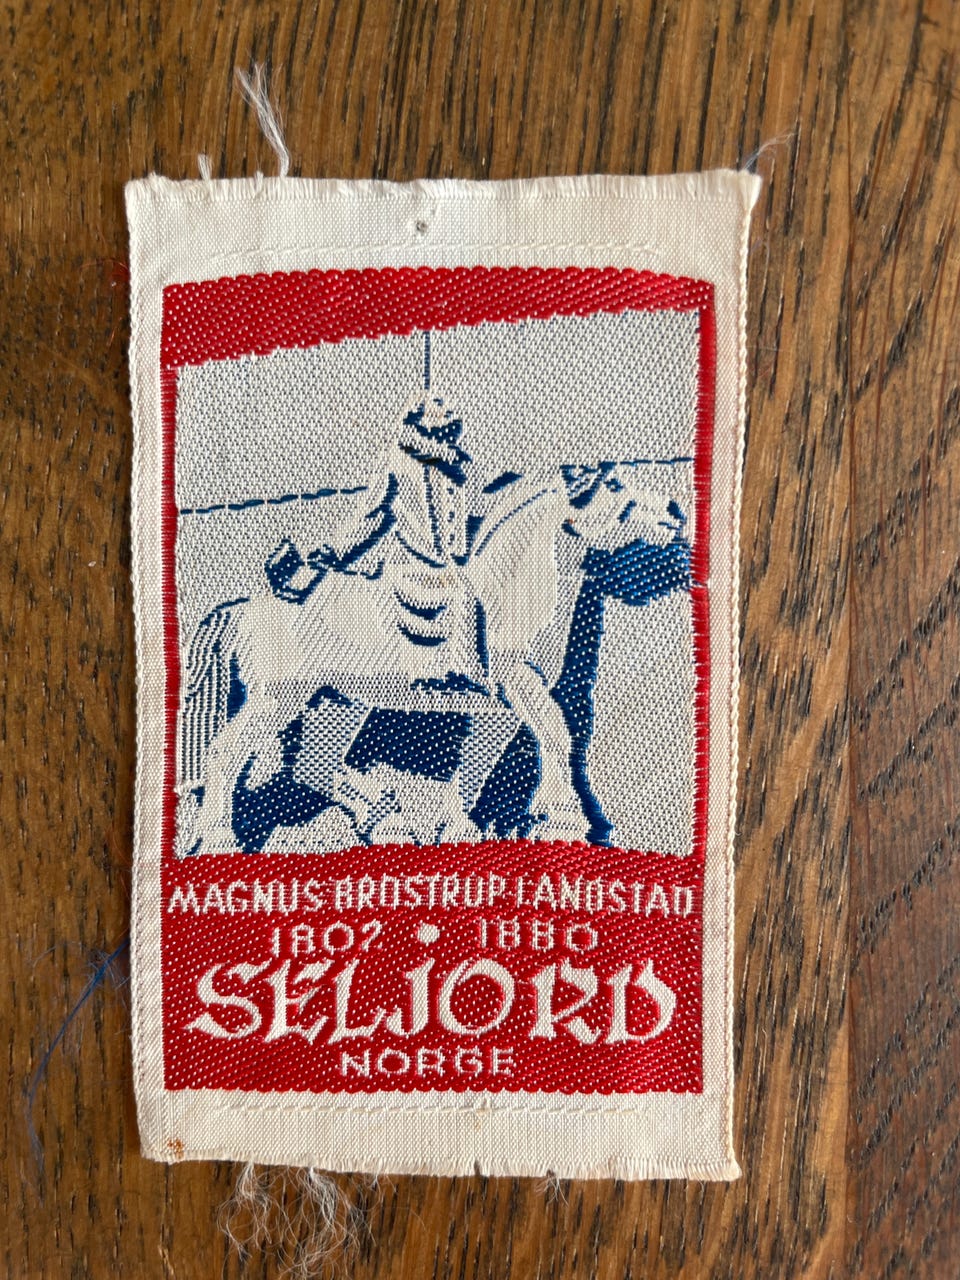 MAGNUS BROSTRUP LANDSTAD
1802 • 1880
SELJORD
NORGE